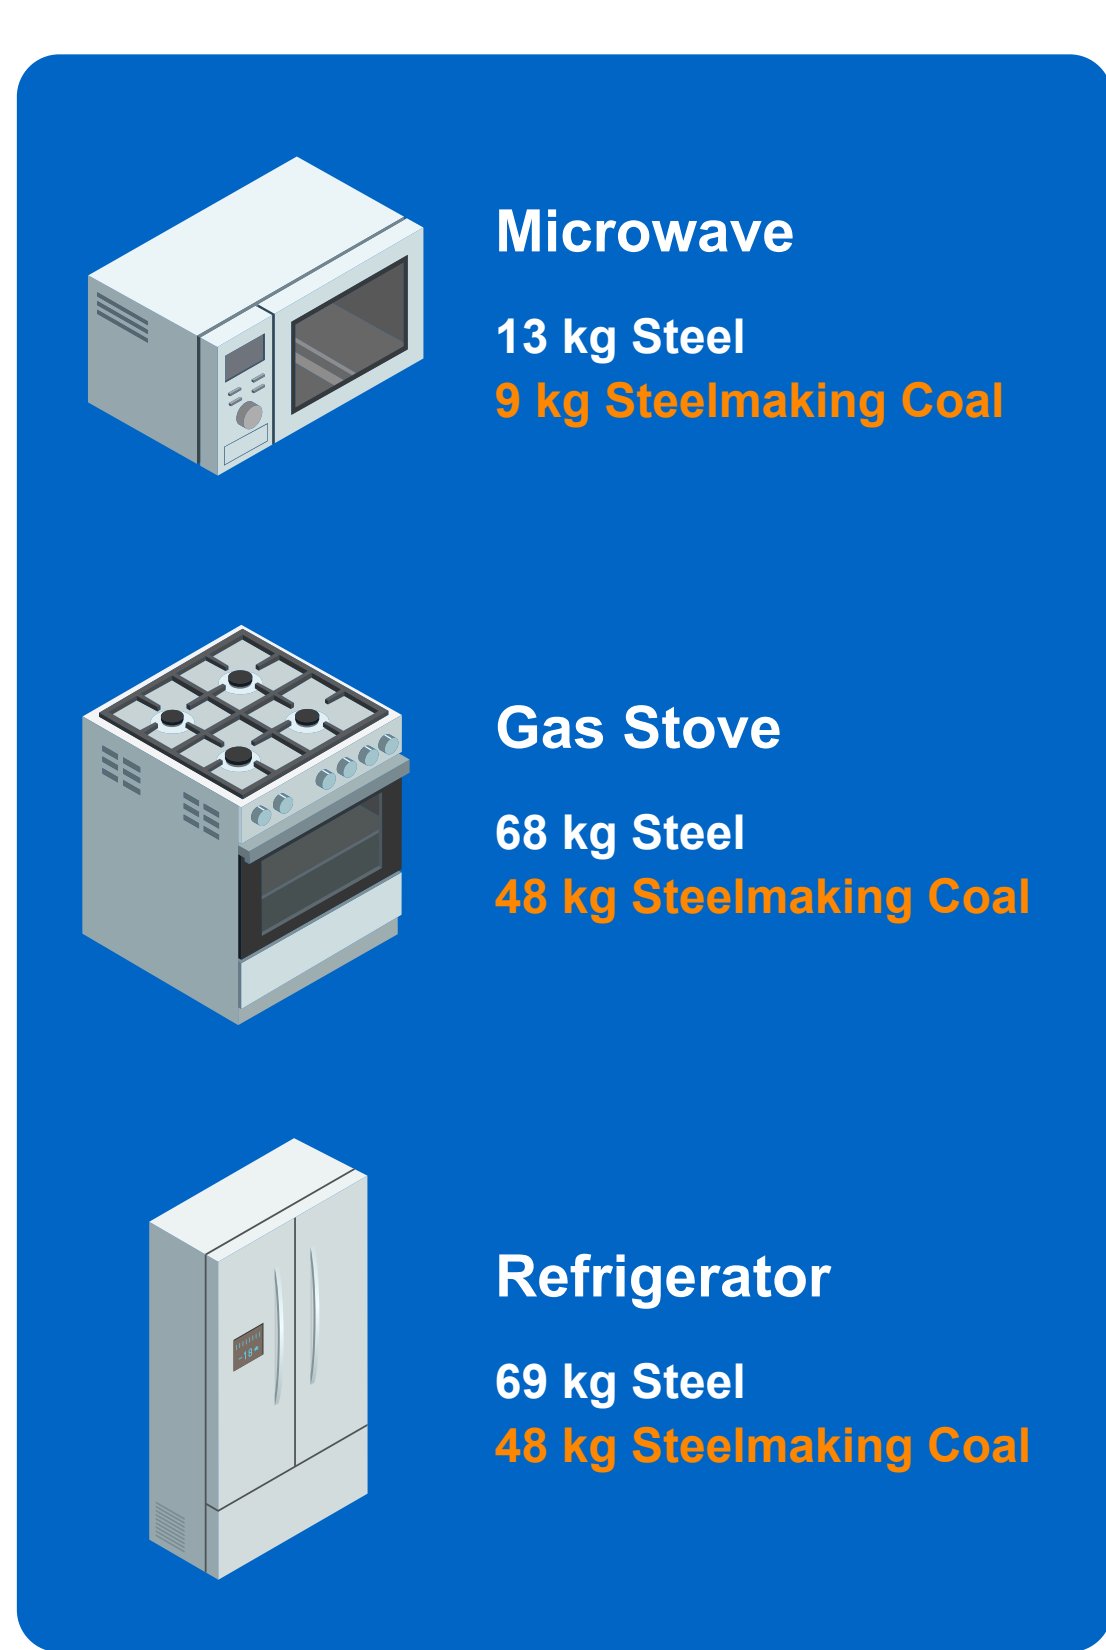 Microwave
13 kg Steel
9 kg Steelmaking Coal
Gas Stove
68 kg Steel
48 kg Steelmaking Coal
Refrigerator
-18°
69 kg Steel
48 kg Steelmaking Coal